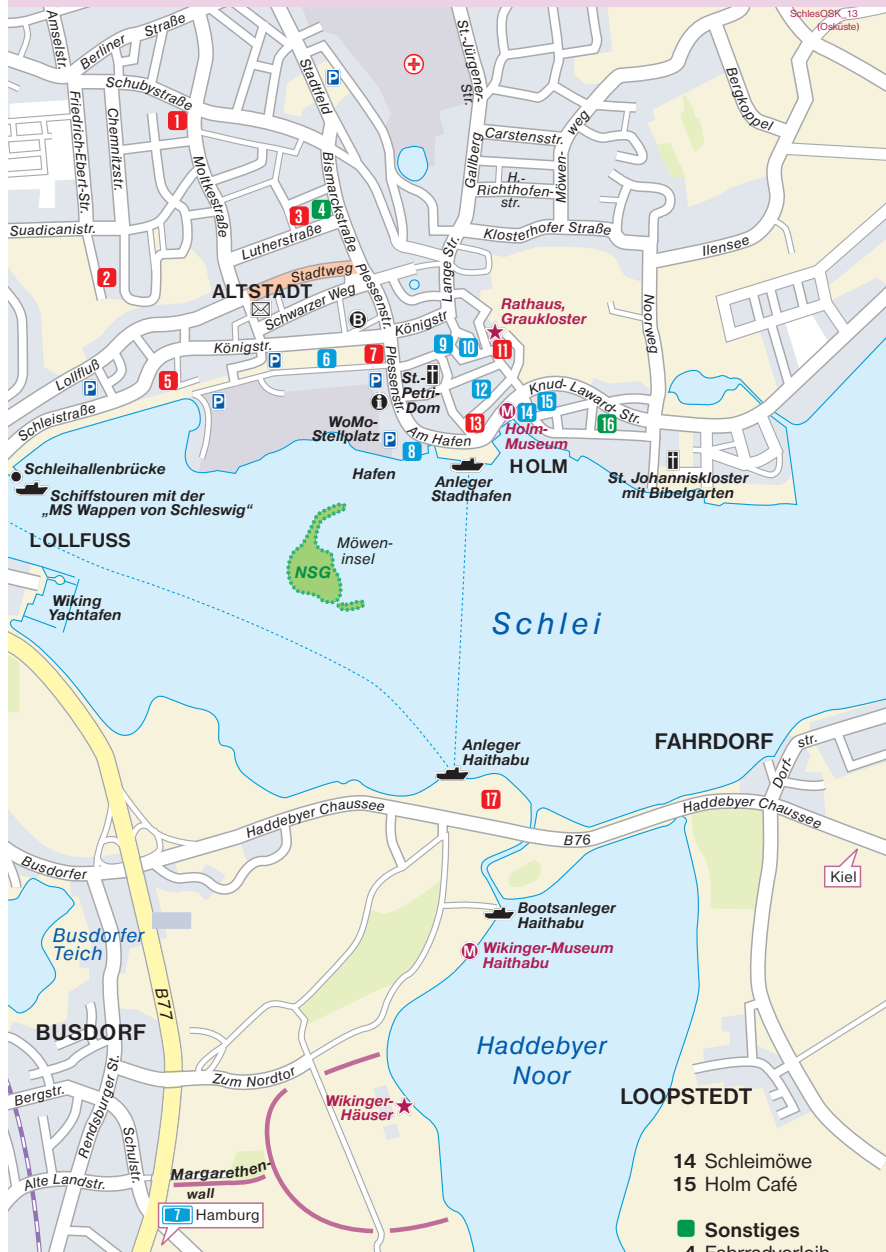 SchlesOSK_13
(Osküste)
Amselstr.
Berliner Straße
Schubystraße
Stadtfeld
P
St.-Jürgener-
Str.
Bergkoppel
Friedrich-Ebert-Str.
Chemnitzstr.
1
Moltkestraße
Bismarckstraße
Gallberg
Carstensstr.
Möwenweg
H.-
Richthofen-
str.
3
4
Suadicanistr.
Lutherstraße
Klosterhofer Straße
Ilensee
2
Stadtweg
Plessenstr.
Lange Str.
Noorweg
ALTSTADT
Schwarzer Weg
B
Königstr.
Rathaus,
Graukloster
Lollfluß
Königstr.
P
6
7
9
10
11
P
5
P
P
Plessenstr.
St.-
Petri-
Dom
12
Knud- Laward-Str.
Schleistraße
i
WoMo-
Stellplatz
P
8
Am Hafen
13
M
14
15
16
Holm-
Museum
HOLM
Hafen
Anleger
Stadthafen
St. Johanniskloster
mit Bibelgarten
Schleihallenbrücke
Schiffstouren mit der
„MS Wappen von Schleswig“
LOLLFUSS
Möwen-
insel
NSG
Wiking
Yachtafen
Schlei
Anleger
Haithabu
FAHRDORF
Dorf-
str.
17
Haddebyer Chaussee
Haddebyer Chaussee
B76
Busdorfer
Kiel
Busdorfer
Teich
Bootsanleger
Haithabu
M
Wikinger-Museum
Haithabu
B77
BUSDORF
Haddebyer
Noor
Zum Nordtor
Bergstr.
Rendsburger St.
Schulstr.
Wikinger-
Häuser
LOOPSTEDT
Alte Landstr.
Margarethen-
wall
7 Hamburg
14 Schleimöwe
15 Holm Café
Sonstiges
4 Fahrradverleih